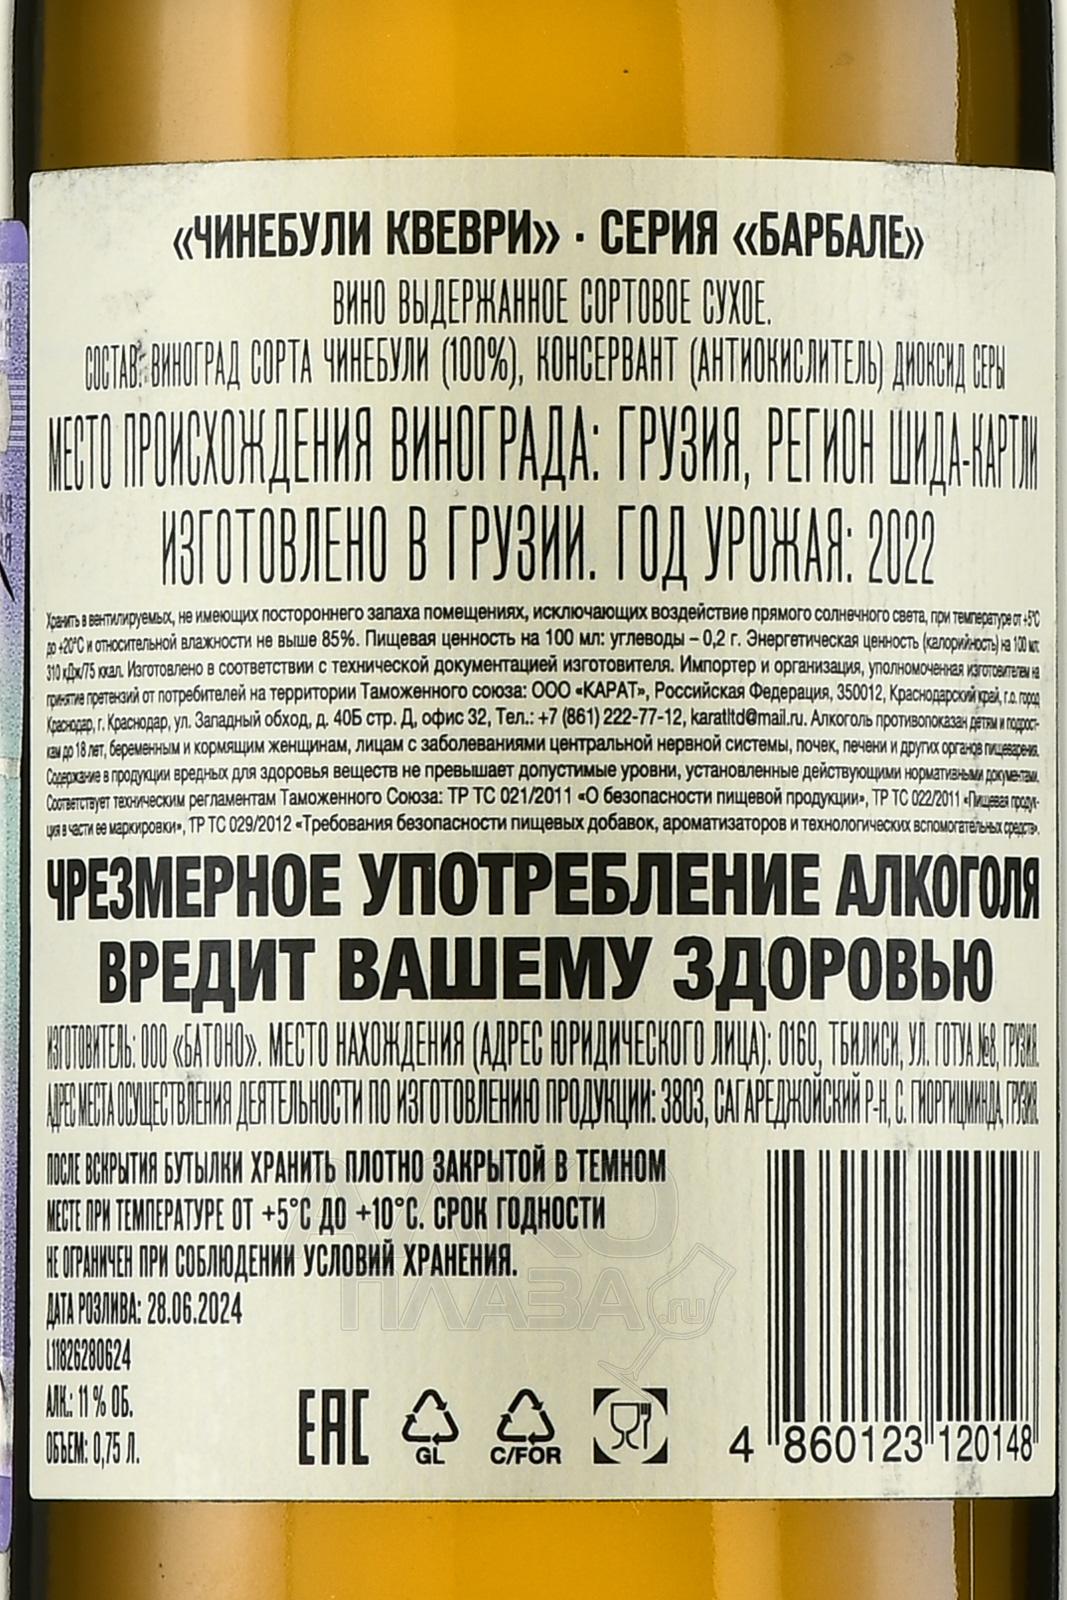 «ЧИНЕБУЛИ КВЕВРИ» · СЕРИЯ «БАРБАЛЕ»
ВИНО ВЫДЕРЖАННОЕ СОРТОВОЕ СУХОЕ.
СОСТАВ: ВИНОГРАД СОРТА ЧИНЕБУЛИ (100%), КОНСЕРВАНТ (АНТИОКИСЛИТЕЛЬ) ДИОКСИД СЕРЫ
МЕСТО ПРОИСХОЖДЕНИЯ ВИНОГРАДА: ГРУЗИЯ, РЕГИОН ШИДА-КАРТЛИ
ИЗГОТОВЛЕНО В ГРУЗИИ. ГОД УРОЖАЯ: 2022
Хранить в вентилируемых, не имеющих постороннего запаха помещениях, исключающих воздействие прямого солнечного света, при температуре от +5°C
до +20°C и относительной влажности не выше 85%. Пищевая ценность на 100 мл: углеводы – 0,2 г. Энергетическая ценность (калорийность) на 100 мл:
310 кДж/75 ккал. Изготовлено в соответствии с технической документацией изготовителя. Импортер и организация, уполномоченная изготовителем на
принятие претензий от потребителей на территории Таможенного союза: ООО «КАРАТ», Российская Федерация, 350012, Краснодарский край, г.о. город
Краснодар, г. Краснодар, ул. Западный обход, д. 40Б стр. Д, офис 32, Тел.: +7 (861) 222-77-12, karatltd@mail.ru. Алкоголь противопоказан детям и подрост-
кам до 18 лет, беременным и кормящим женщинам, лицам с заболеваниями центральной нервной системы, почек, печени и других органов пищеварения.
Содержание в продукции вредных для здоровья веществ не превышает допустимые уровни, установленные действующими нормативными документами.
Соответствует техническим регламентам Таможенного Союза: ТР ТС 021/2011 «О безопасности пищевой продукции», ТР ТС 022/2011 «Пищевая продук-
ция в части ее маркировки», ТР ТС 029/2012 «Требования безопасности пищевых добавок, ароматизаторов и технологических вспомогательных средств».
ЧРЕЗМЕРНОЕ УПОТРЕБЛЕНИЕ АЛКОГОЛЯ
ВРЕДИТ ВАШЕМУ ЗДОРОВЬЮ
ИЗГОТОВИТЕЛЬ: ООО «БАТОНО». МЕСТО НАХОЖДЕНИЯ (АДРЕС ЮРИДИЧЕСКОГО ЛИЦА): 0160, ТБИЛИСИ, УЛ. ГОТУА №8, ГРУЗИЯ.
АДРЕС МЕСТА ОСУЩЕСТВЛЕНИЯ ДЕЯТЕЛЬНОСТИ ПО ИЗГОТОВЛЕНИЮ ПРОДУКЦИИ: 3803, САГАРЕДЖОЙСКИЙ Р-Н, С. ГИОРГИЦМИНДА, ГРУЗИЯ.
ПОСЛЕ ВСКРЫТИЯ БУТЫЛКИ ХРАНИТЬ ПЛОТНО ЗАКРЫТОЙ В ТЕМНОМ
МЕСТЕ ПРИ ТЕМПЕРАТУРЕ ОТ +5°C ДО +10°C. СРОК ГОДНОСТИ
НЕ ОГРАНИЧЕН ПРИ СОБЛЮДЕНИИ УСЛОВИЙ ХРАНЕНИЯ.
ДАТА РОЗЛИВА: 28.06.2024
L11826280624
АЛК.: 11 % ОБ.
ОБЪЕМ: 0,75 Л.
EAC
GL
C/FOR
4 860123 120148
АЛКО
ПЛАЗА.ru